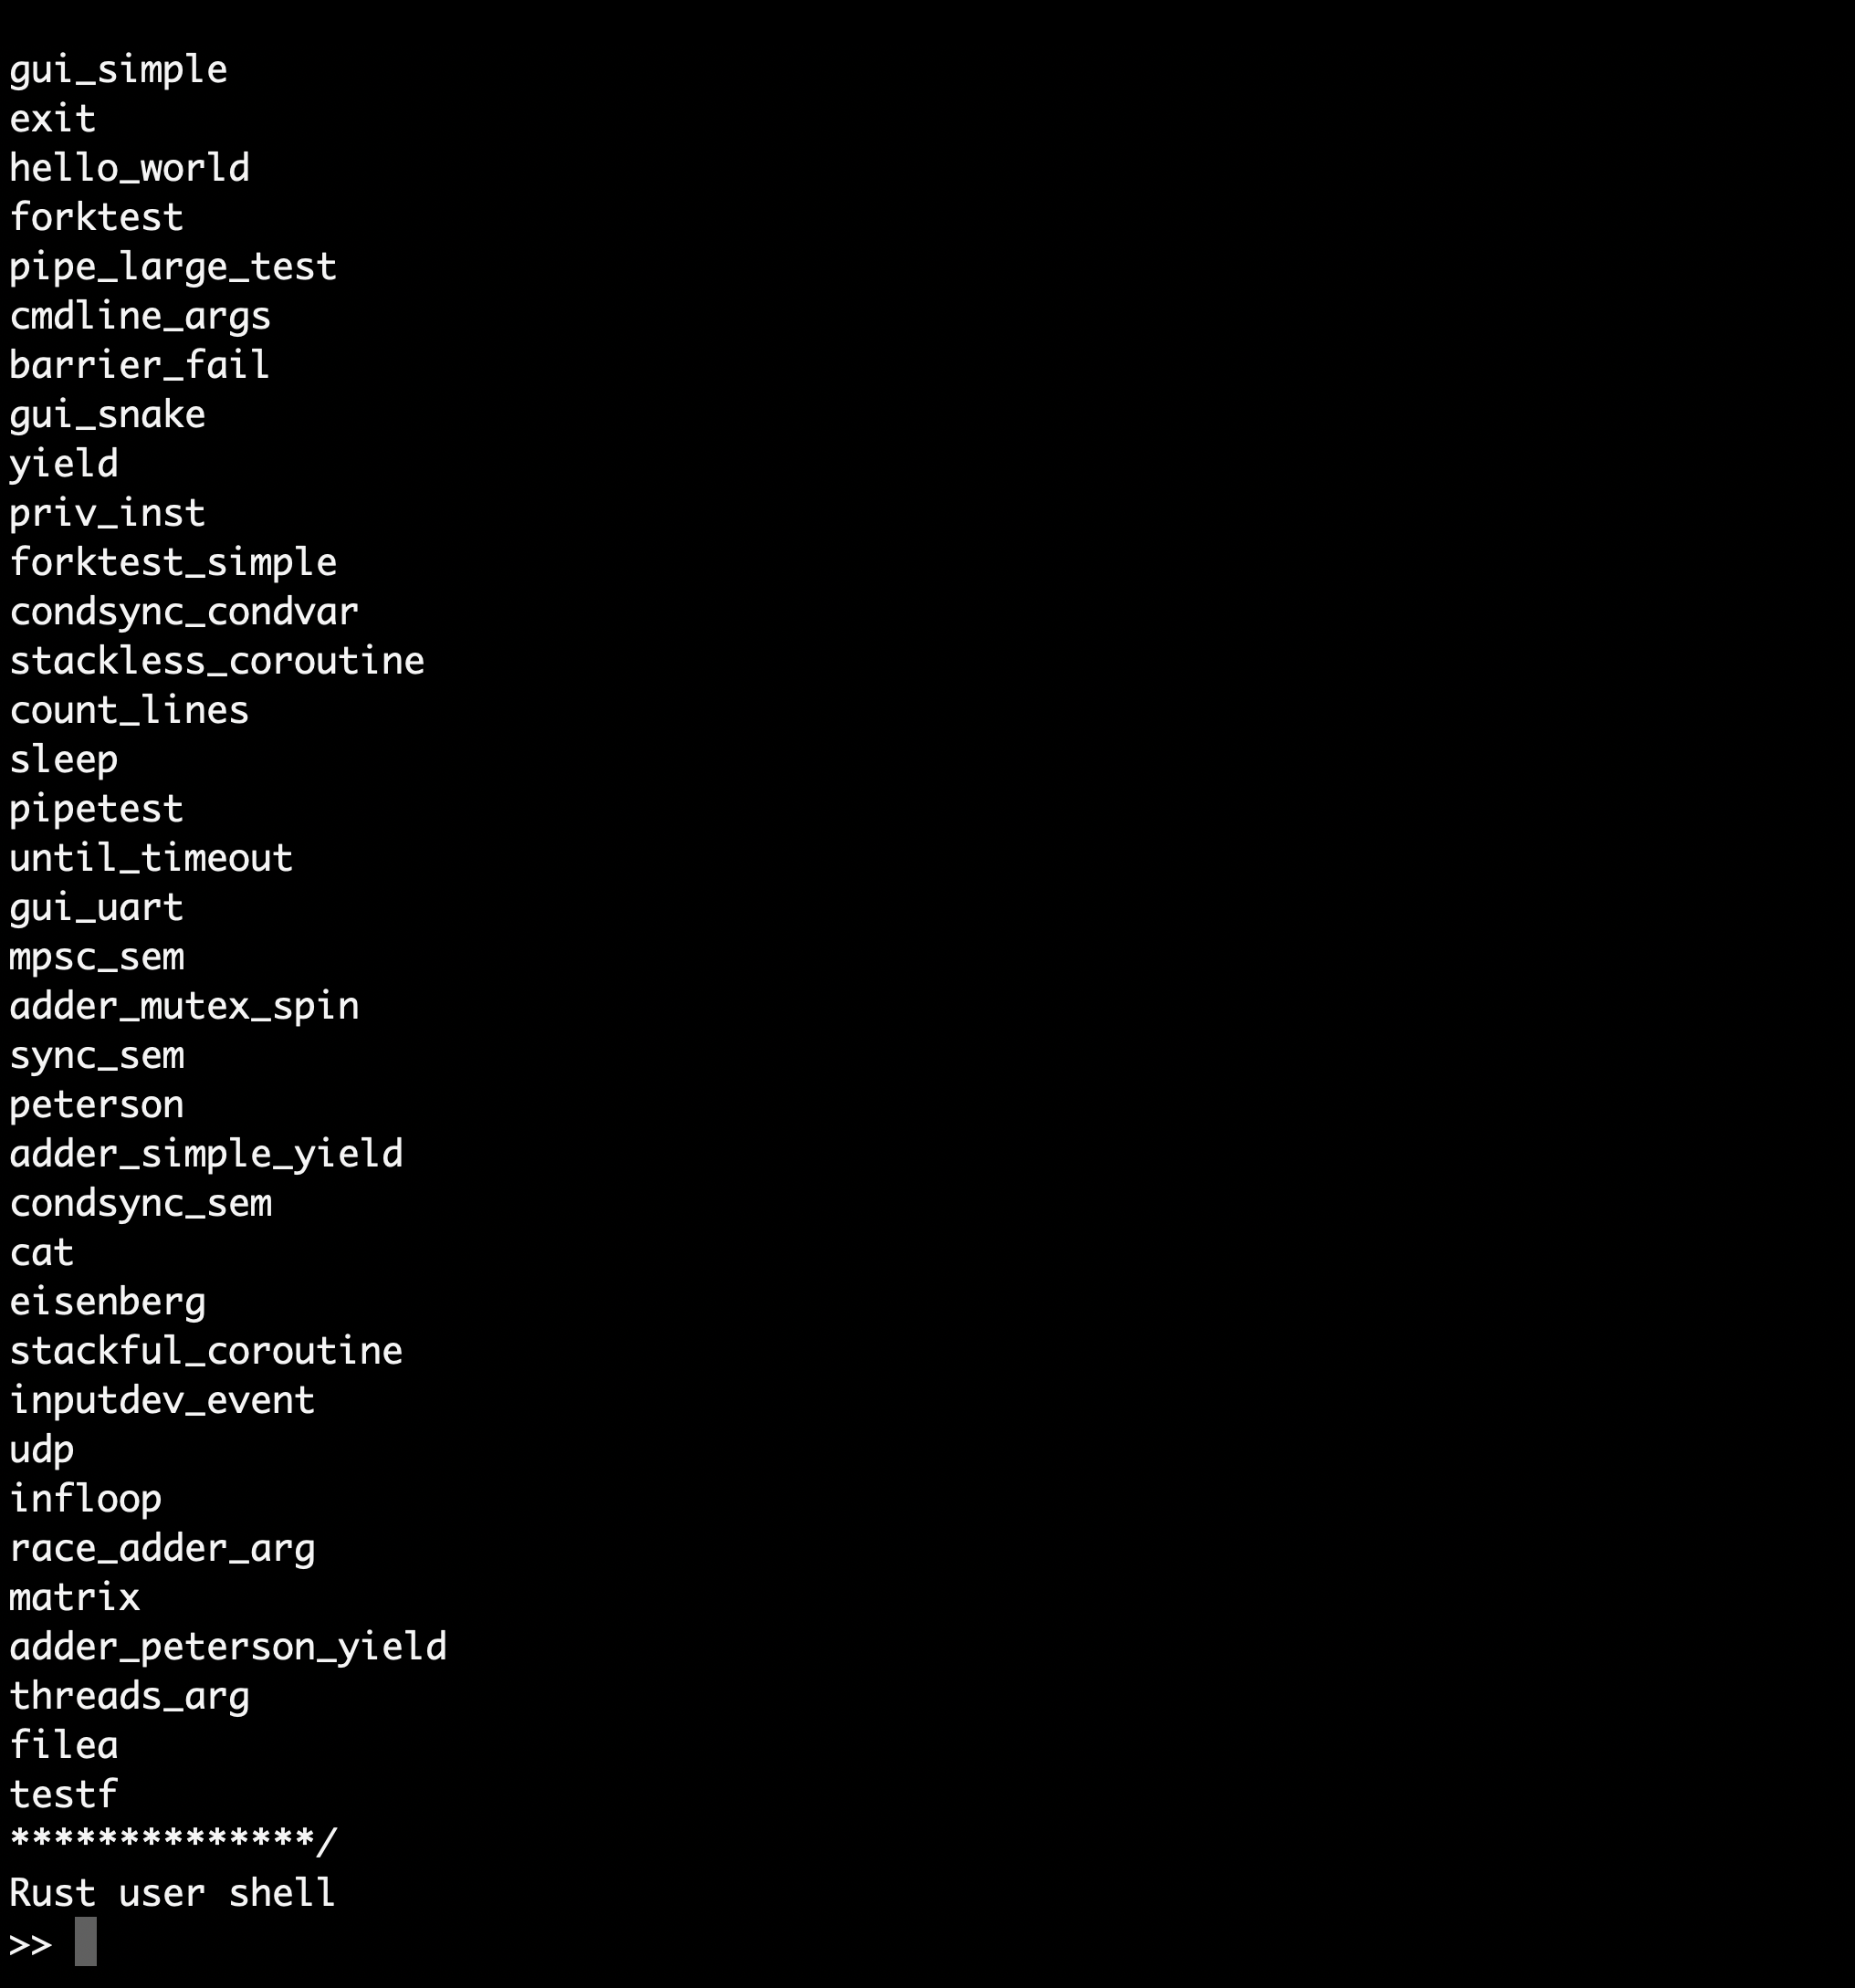 gui_simple
exit
hello_world
forktest
pipe_large_test
cmdline_args
barrier_fail
gui_snake
yield
priv_inst
forktest_simple
condsync_condvar
stackless_coroutine
count_lines
sleep
pipetest
until_timeout
gui_uart
mpsc_sem
adder_mutex_spin
sync_sem
peterson
adder_simple_yield
condsync_sem
cat
eisenberg
stackful_coroutine
inputdev_event
udp
infloop
race_adder_arg
matrix
adder_peterson_yield
threads_arg
filea
testf
**************/
Rust user shell
>>